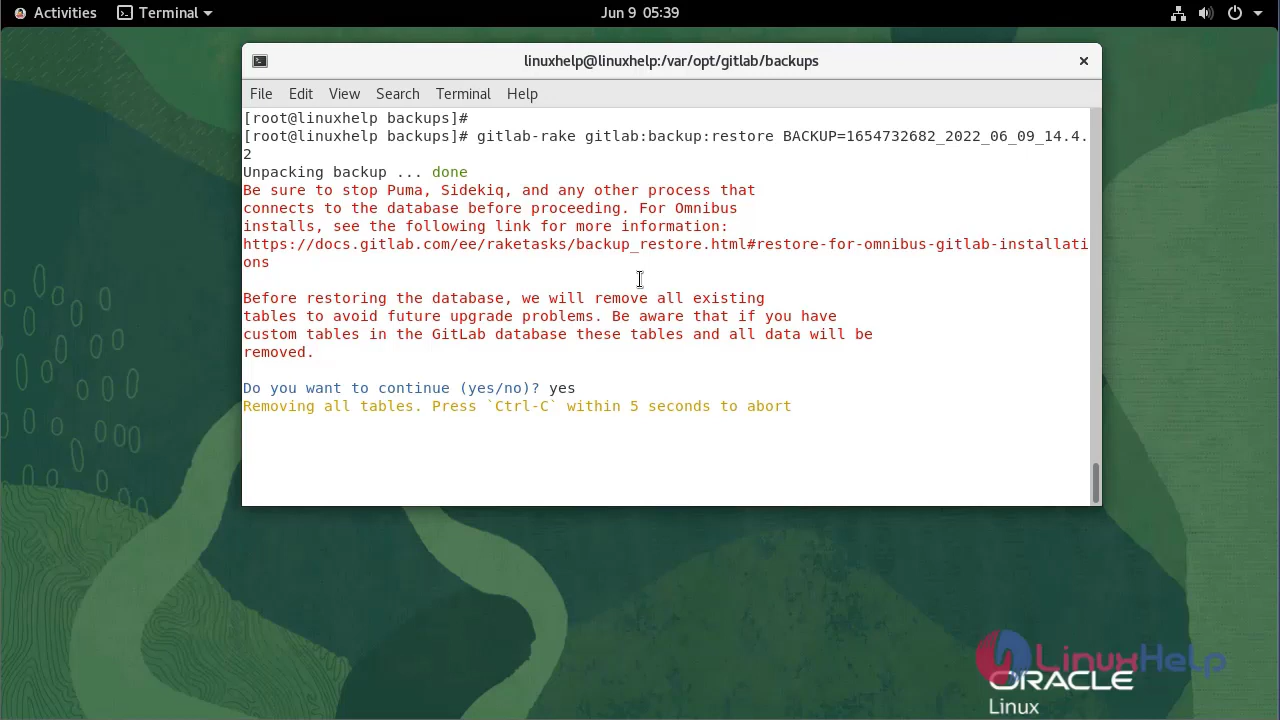 Activities Terminal Jun 9 05:39
linuxhelp@linuxhelp:/var/opt/gitlab/backups ×
File Edit View Search Terminal Help
[root@linuxhelp backups]#
[root@linuxhelp backups]# gitlab-rake gitlab:backup:restore BACKUP=1654732682_2022_06_09_14.4.
2
Unpacking backup ... done
Be sure to stop Puma, Sidekiq, and any other process that
connects to the database before proceeding. For Omnibus
installs, see the following link for more information:
https://docs.gitlab.com/ee/raketasks/backup_restore.html#restore-for-omnibus-gitlab-installati
ons
Before restoring the database, we will remove all existing
tables to avoid future upgrade problems. Be aware that if you have
custom tables in the GitLab database these tables and all data will be
removed.
Do you want to continue (yes/no)? yes
Removing all tables. Press `Ctrl-C` within 5 seconds to abort
LinuxHelp
ORACLE
Linux